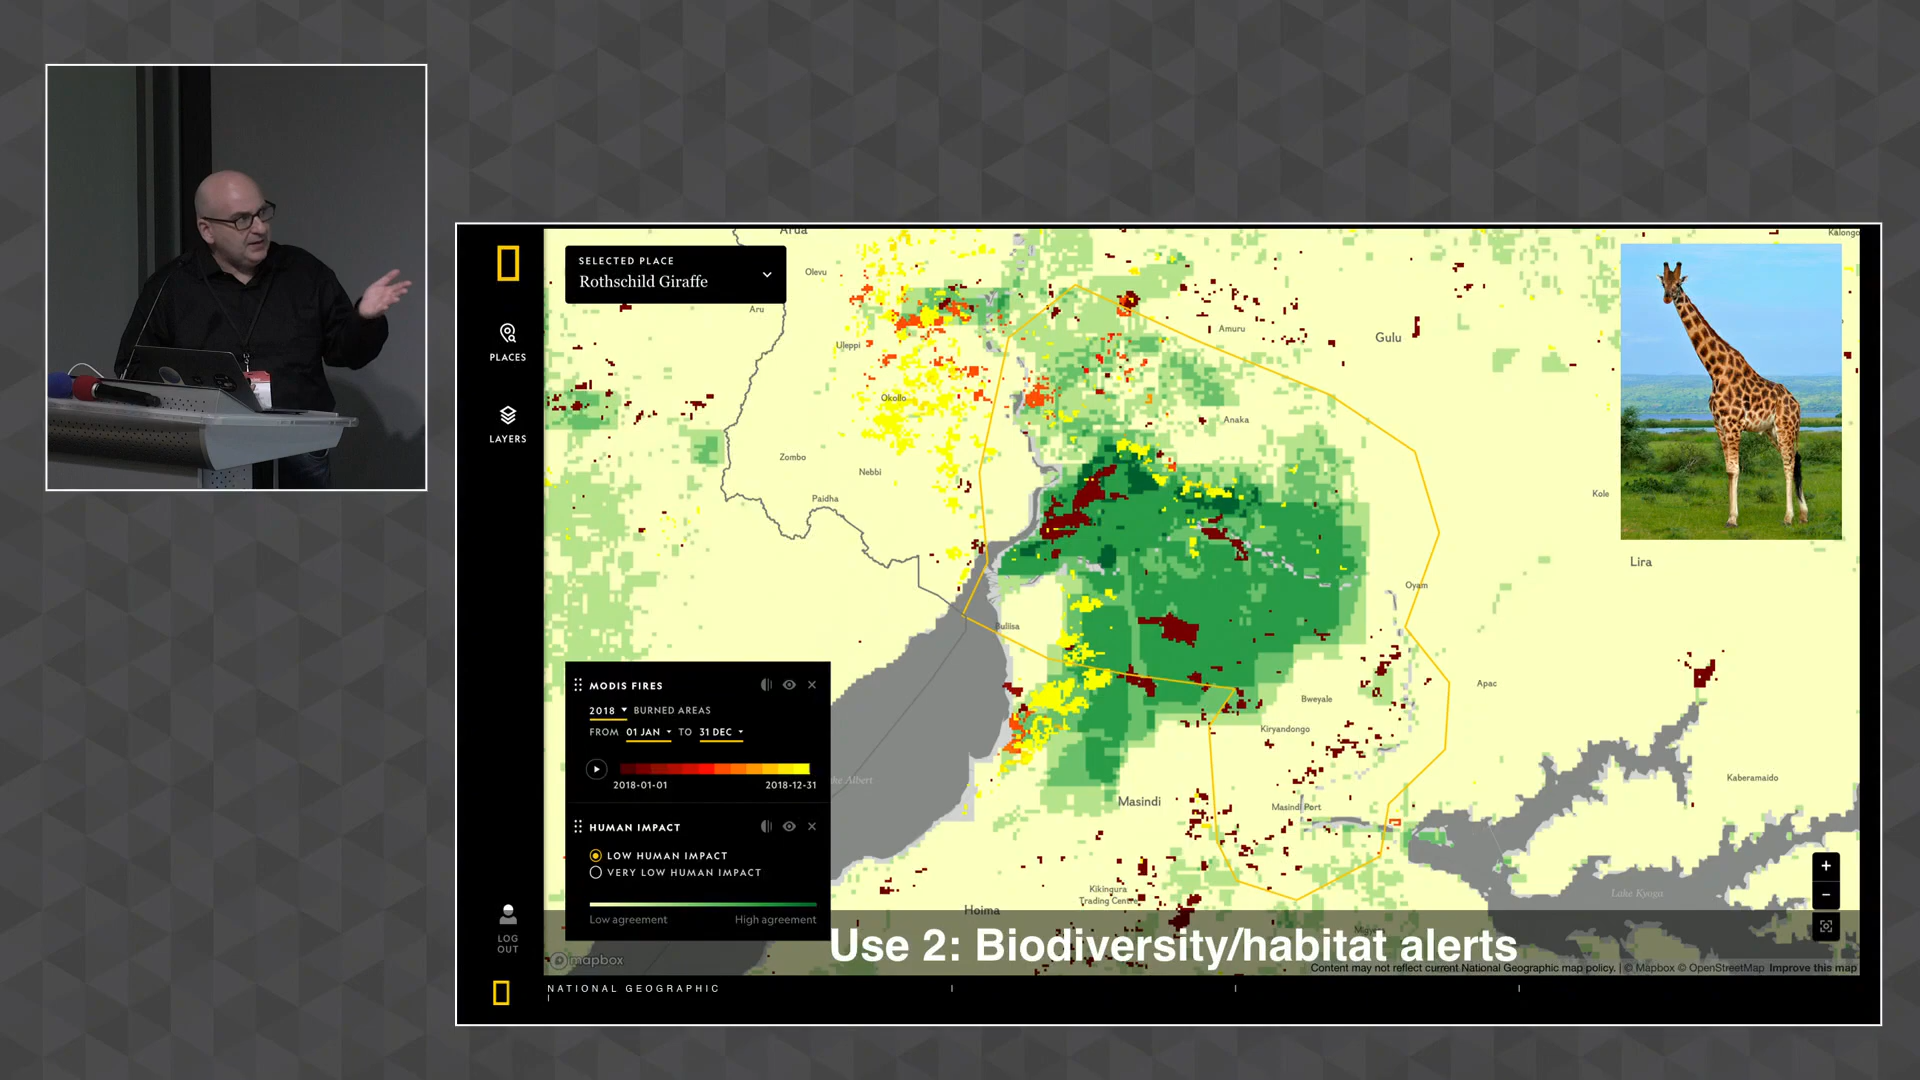 SELECTED PLACE
Rothschild Giraffe
PLACES
LAYERS
LOG
OUT
Arua
Kalongo
Olevu
Aru
Uleppi
Amuru
Gulu
Okollo
Anaka
Zombo
Nebbi
Paidha
Kole
Lira
Oyam
Buliisa
Apac
Bweyale
Kiryandongo
Kaberamaido
Masindi
Masindi Port
Kikingura
Trading Centre
Hoima
Lake Kyoga
MODIS FIRES
2018 BURNED AREAS
FROM 01 JAN TO 31 DEC
2018-01-01 2018-12-31
HUMAN IMPACT
LOW HUMAN IMPACT
VERY LOW HUMAN IMPACT
Low agreement High agreement
+
−
Use 2: Biodiversity/habitat alerts
mapbox
Content may not reflect current National Geographic map policy. | © Mapbox © OpenStreetMap Improve this map
NATIONAL GEOGRAPHIC